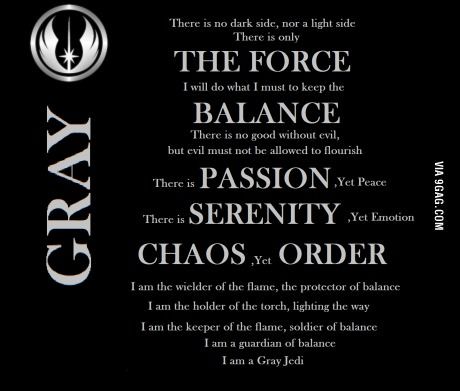 There is no dark side, nor a light side
There is only
THE FORCE
I will do what I must to keep the
BALANCE
There is no good without evil,
but evil must not be allowed to flourish
There is PASSION ,Yet Peace
There is SERENITY ,Yet Emotion
CHAOS ,Yet ORDER
I am the wielder of the flame, the protector of balance
I am the holder of the torch, lighting the way
I am the keeper of the flame, soldier of balance
I am a guardian of balance
I am a Gray Jedi
GRAY
VIA 9GAG.COM